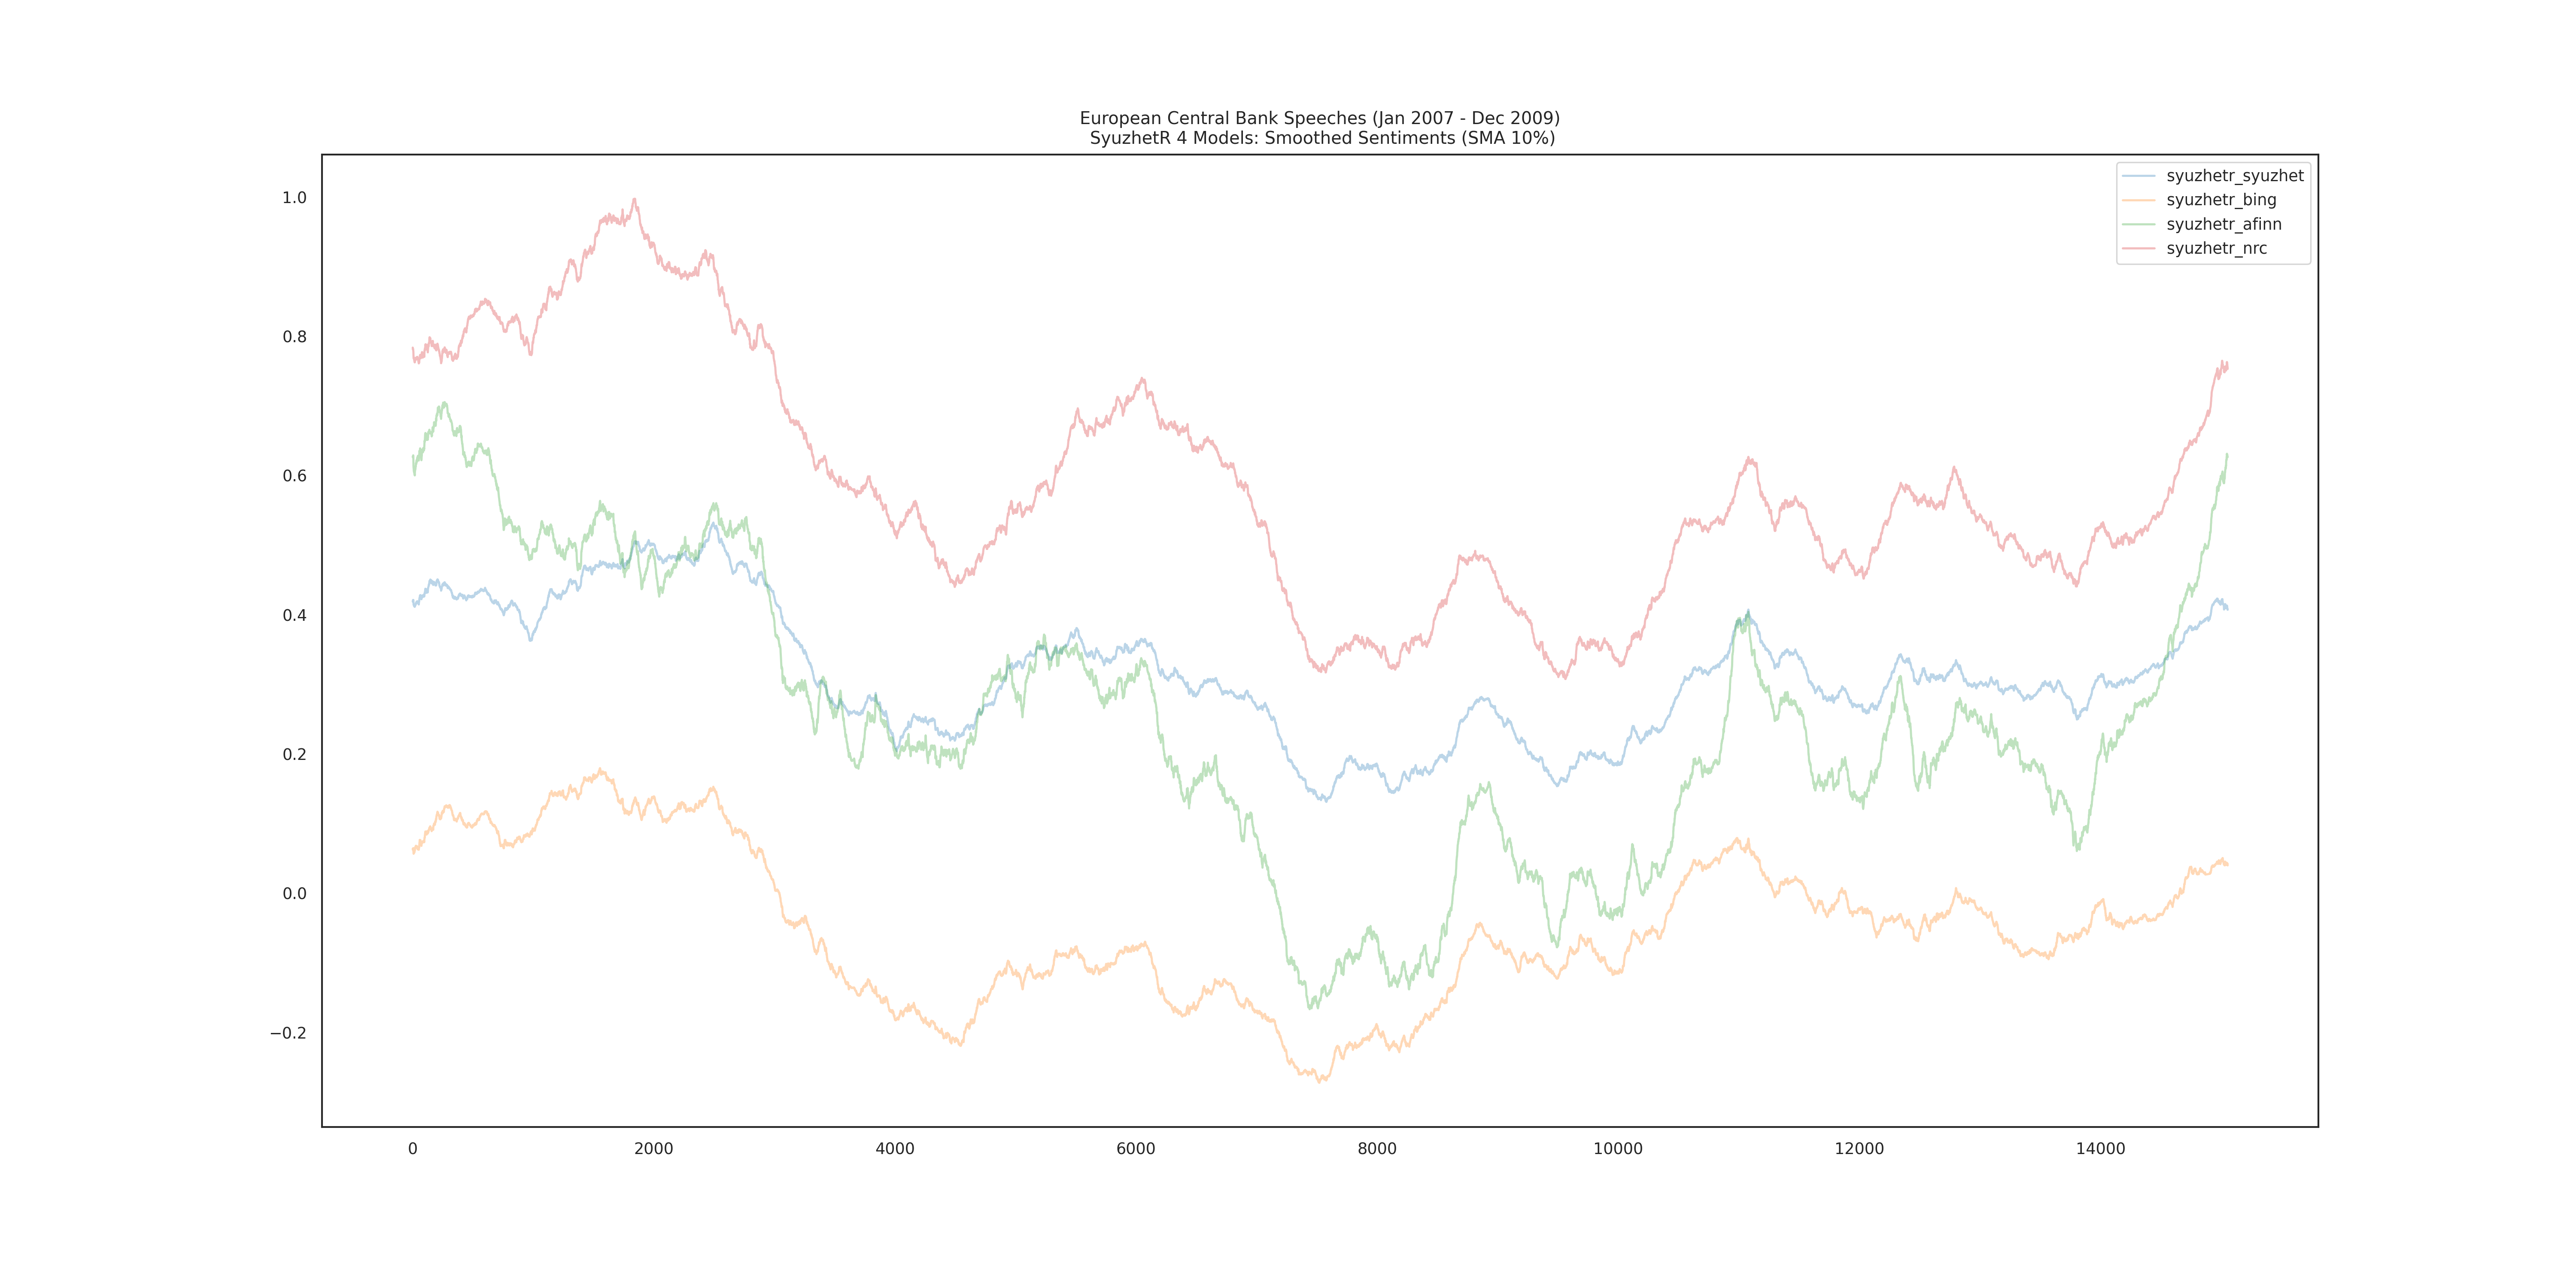 European Central Bank Speeches (Jan 2007 - Dec 2009)
SyuzhetR 4 Models: Smoothed Sentiments (SMA 10%)
syuzhetr_syuzhet
syuzhetr_bing
syuzhetr_afinn
syuzhetr_nrc
1.0
0.8
0.6
0.4
0.2
0.0
−0.2
0 2000 4000 6000 8000 10000 12000 14000